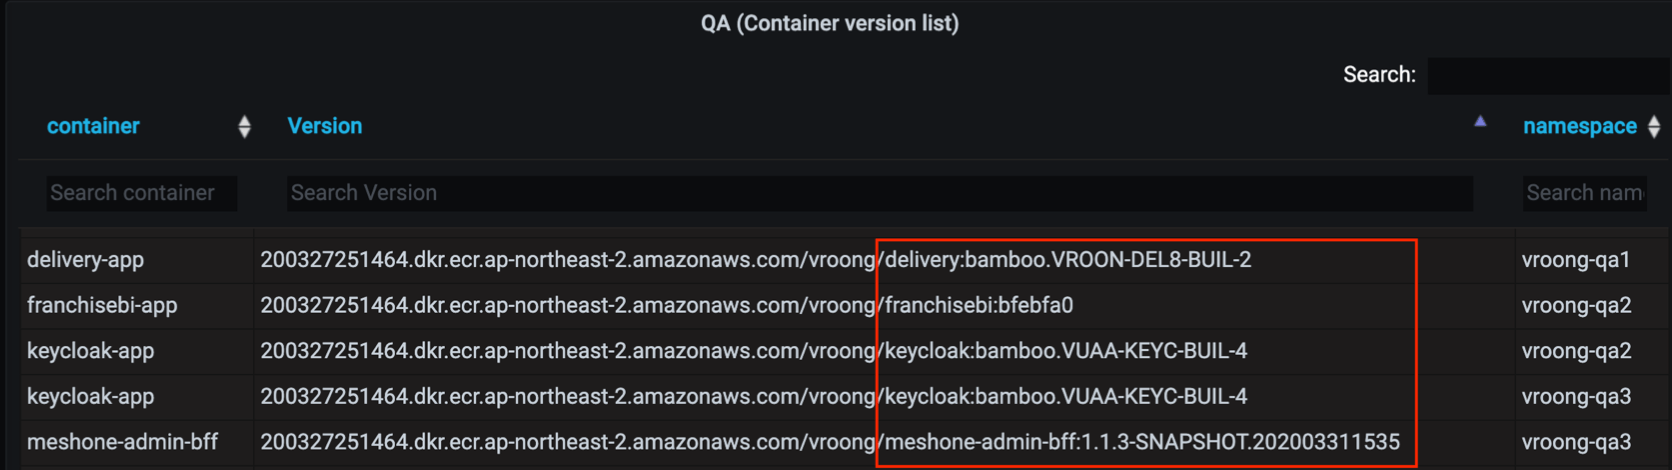 QA (Container version list)
Search:
container Version namespace
Search container Search Version Search nam
delivery-app 200327251464.dkr.ecr.ap-northeast-2.amazonaws.com/vroong/delivery:bamboo.VROON-DEL8-BUIL-2 vroong-qa1
franchisebi-app 200327251464.dkr.ecr.ap-northeast-2.amazonaws.com/vroong/franchisebi:bfebfa0 vroong-qa2
keycloak-app 200327251464.dkr.ecr.ap-northeast-2.amazonaws.com/vroong/keycloak:bamboo.VUAA-KEYC-BUIL-4 vroong-qa2
keycloak-app 200327251464.dkr.ecr.ap-northeast-2.amazonaws.com/vroong/keycloak:bamboo.VUAA-KEYC-BUIL-4 vroong-qa3
meshone-admin-bff 200327251464.dkr.ecr.ap-northeast-2.amazonaws.com/vroong/meshone-admin-bff:1.1.3-SNAPSHOT.202003311535 vroong-qa3